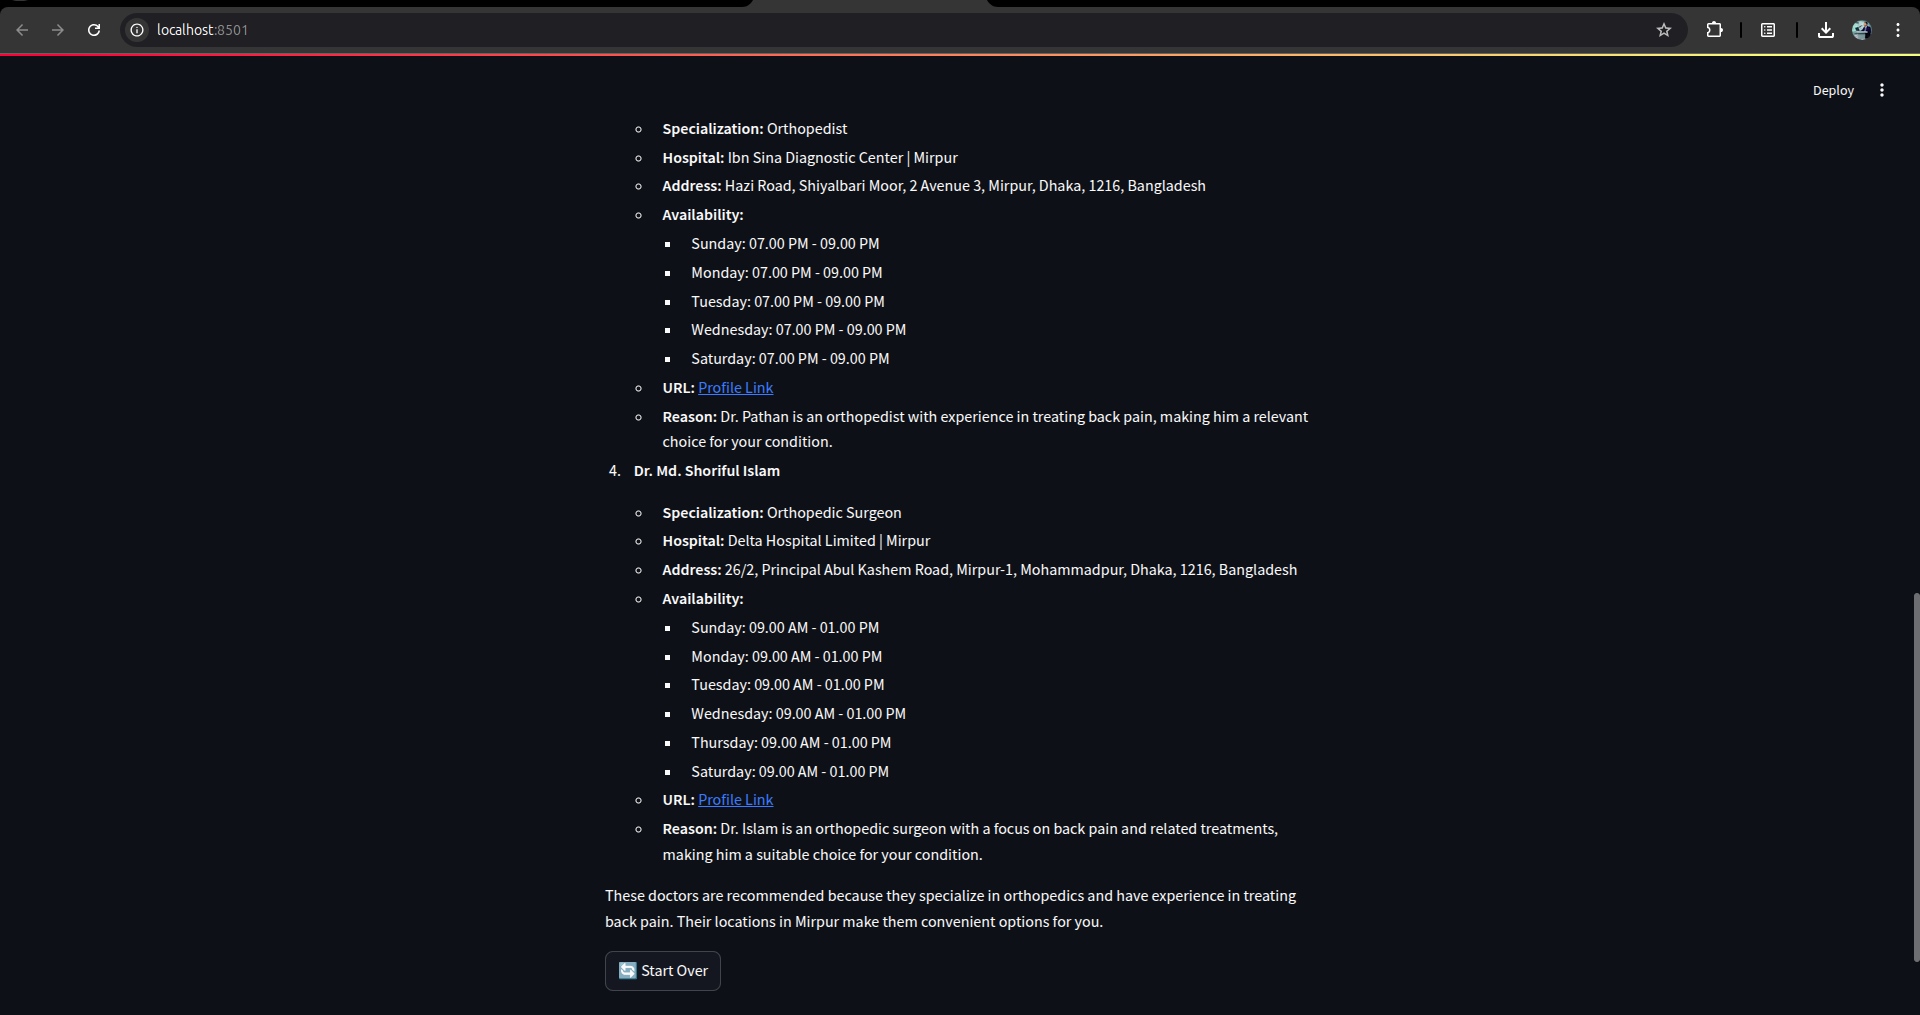 localhost:8501
Deploy
Specialization: Orthopedist
Hospital: Ibn Sina Diagnostic Center | Mirpur
Address: Hazi Road, Shiyalbari Moor, 2 Avenue 3, Mirpur, Dhaka, 1216, Bangladesh
Availability:
Sunday: 07.00 PM - 09.00 PM
Monday: 07.00 PM - 09.00 PM
Tuesday: 07.00 PM - 09.00 PM
Wednesday: 07.00 PM - 09.00 PM
Saturday: 07.00 PM - 09.00 PM
URL: Profile Link
Reason: Dr. Pathan is an orthopedist with experience in treating back pain, making him a relevant
choice for your condition.
4. Dr. Md. Shoriful Islam
Specialization: Orthopedic Surgeon
Hospital: Delta Hospital Limited | Mirpur
Address: 26/2, Principal Abul Kashem Road, Mirpur-1, Mohammadpur, Dhaka, 1216, Bangladesh
Availability:
Sunday: 09.00 AM - 01.00 PM
Monday: 09.00 AM - 01.00 PM
Tuesday: 09.00 AM - 01.00 PM
Wednesday: 09.00 AM - 01.00 PM
Thursday: 09.00 AM - 01.00 PM
Saturday: 09.00 AM - 01.00 PM
URL: Profile Link
Reason: Dr. Islam is an orthopedic surgeon with a focus on back pain and related treatments,
making him a suitable choice for your condition.
These doctors are recommended because they specialize in orthopedics and have experience in treating
back pain. Their locations in Mirpur make them convenient options for you.
Start Over